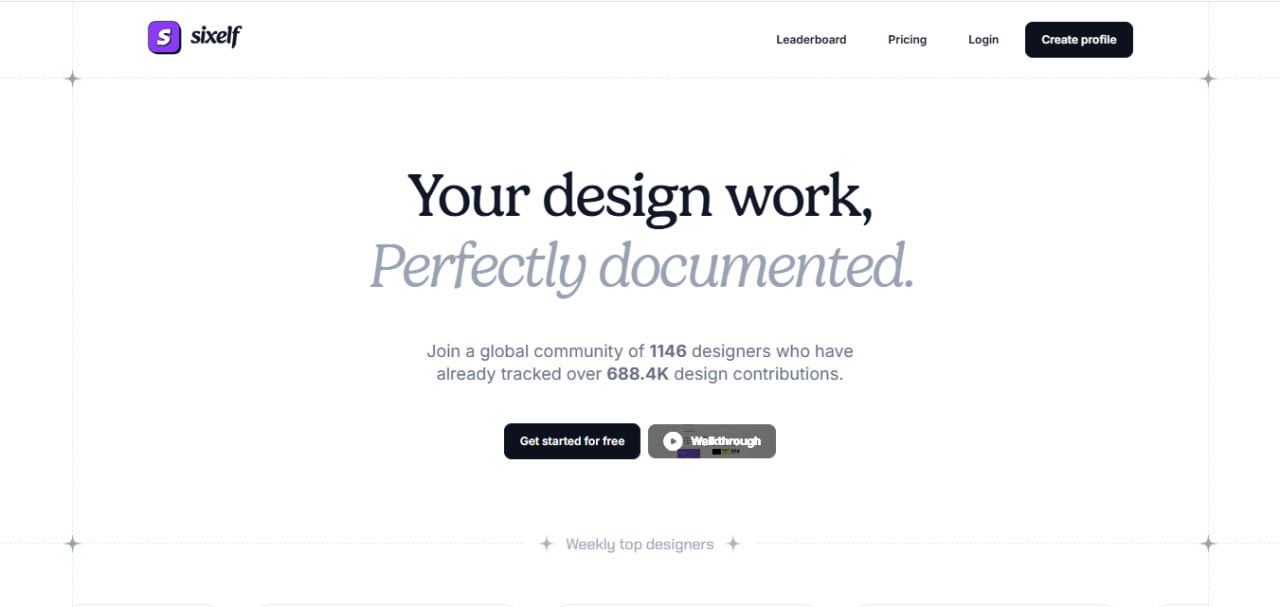 S sixelf
Leaderboard
Pricing
Login
Create profile
Your design work,
Perfectly documented.
Join a global community of 1146 designers who have
already tracked over 688.4K design contributions.
Get started for free
Walkthrough
Weekly top designers